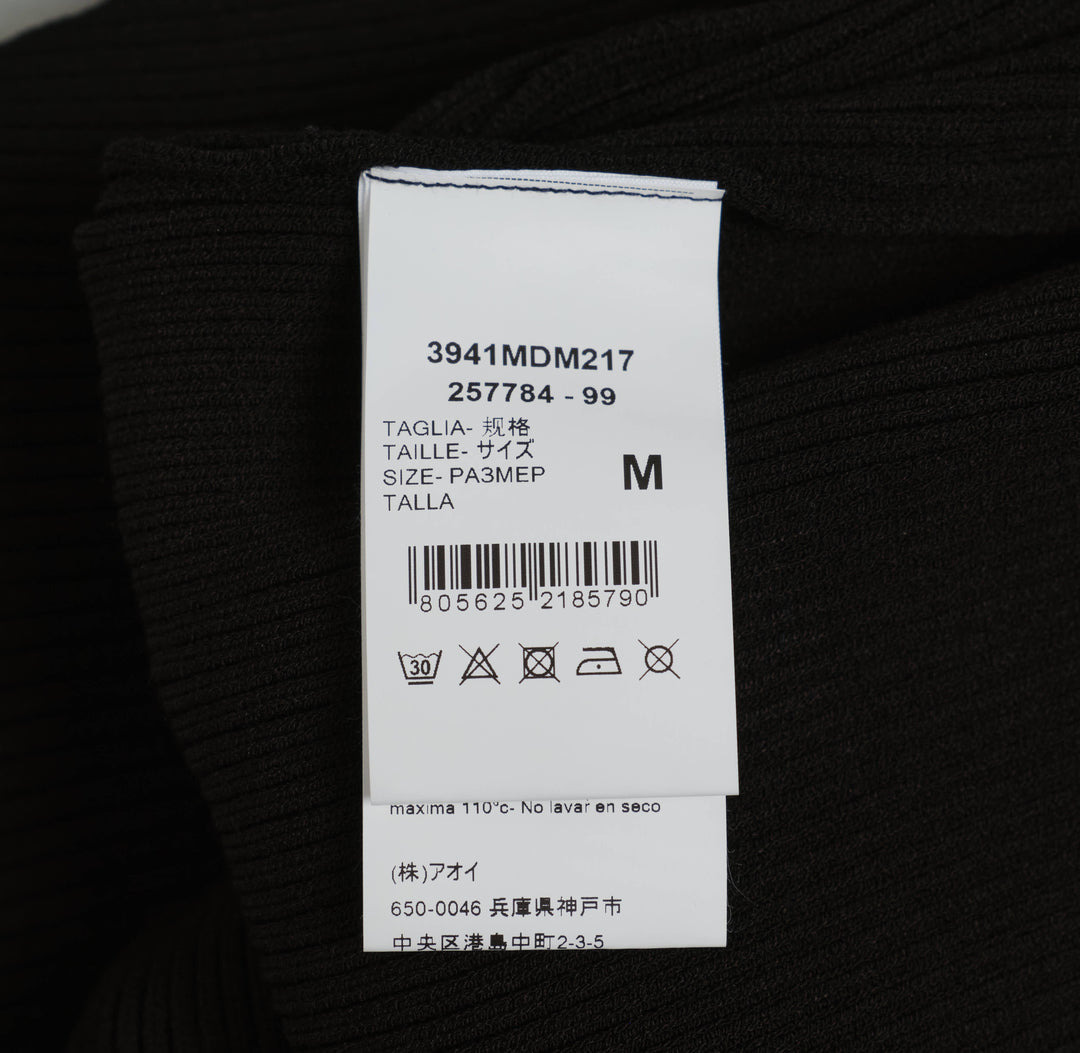 3941MDM217
257784 - 99
TAGLIA- 规格
TAILLE- サイズ
SIZE- РАЗМЕР
TALLA
M
805625 2185790
30
maxima 110°c- No lavar en seco
(株)アオイ
650-0046 兵庫県神戸市
中央区港島中町2-3-5